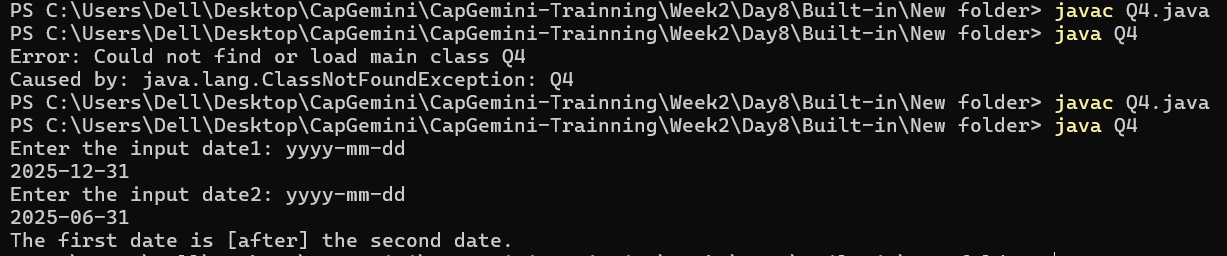 PS C:\Users\Dell\Desktop\CapGemini\CapGemini-Trainning\Week2\Day8\Built-in\New folder> javac Q4.java
PS C:\Users\Dell\Desktop\CapGemini\CapGemini-Trainning\Week2\Day8\Built-in\New folder> java Q4
Error: Could not find or load main class Q4
Caused by: java.lang.ClassNotFoundException: Q4
PS C:\Users\Dell\Desktop\CapGemini\CapGemini-Trainning\Week2\Day8\Built-in\New folder> javac Q4.java
PS C:\Users\Dell\Desktop\CapGemini\CapGemini-Trainning\Week2\Day8\Built-in\New folder> java Q4
Enter the input date1: yyyy-mm-dd
2025-12-31
Enter the input date2: yyyy-mm-dd
2025-06-31
The first date is [after] the second date.